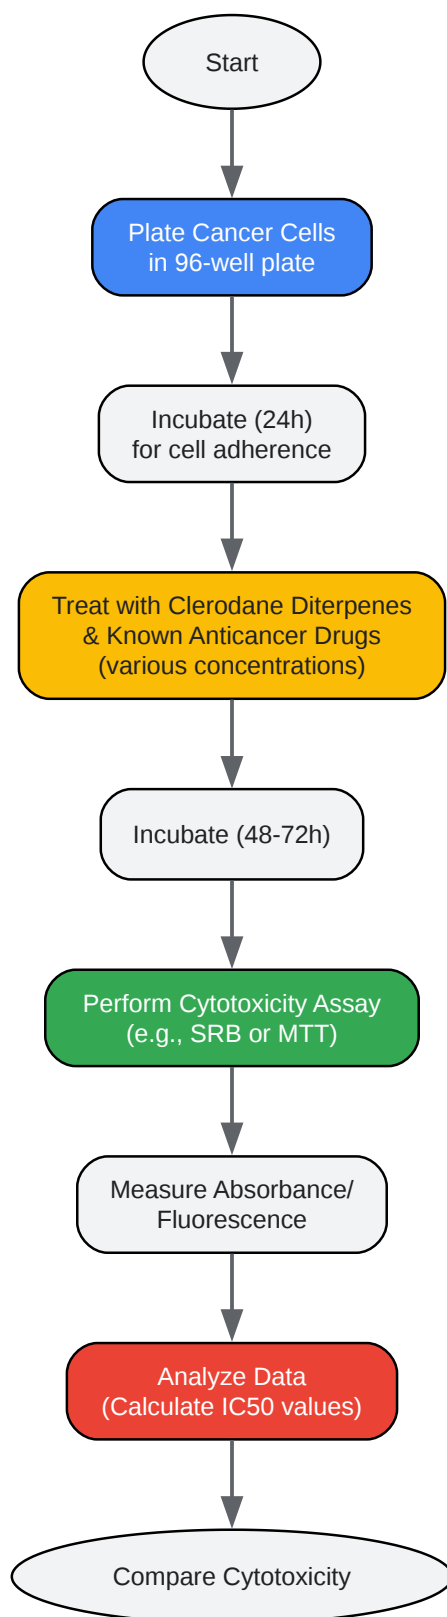 Start
Plate Cancer Cells
in 96-well plate
Incubate (24h)
for cell adherence
Treat with Clerodane Diterpenes
& Known Anticancer Drugs
(various concentrations)
Incubate (48-72h)
Perform Cytotoxicity Assay
(e.g., SRB or MTT)
Measure Absorbance/
Fluorescence
Analyze Data
(Calculate IC50 values)
Compare Cytotoxicity